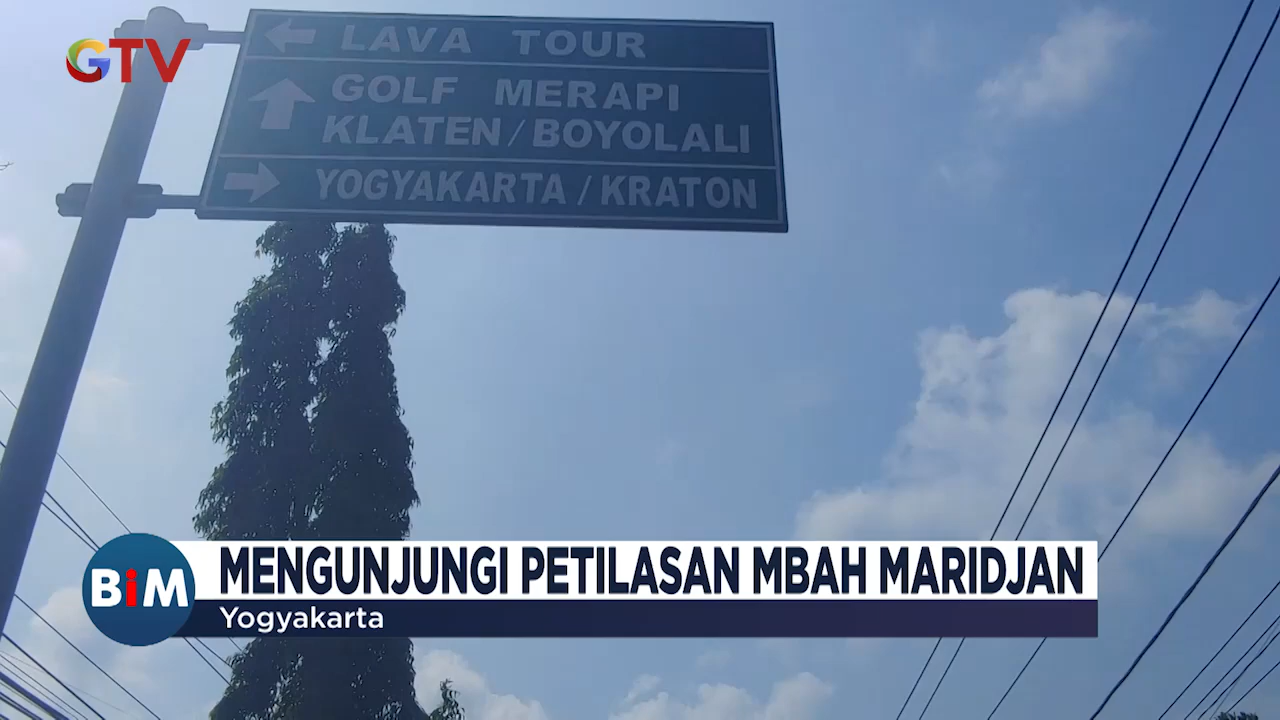 GTV
LAVA TOUR
GOLF MERAPI
KLATEN/BOYOLALI
YOGYAKARTA/KRATON
BiM
MENGUNJUNGI PETILASAN MBAH MARIDJAN
Yogyakarta